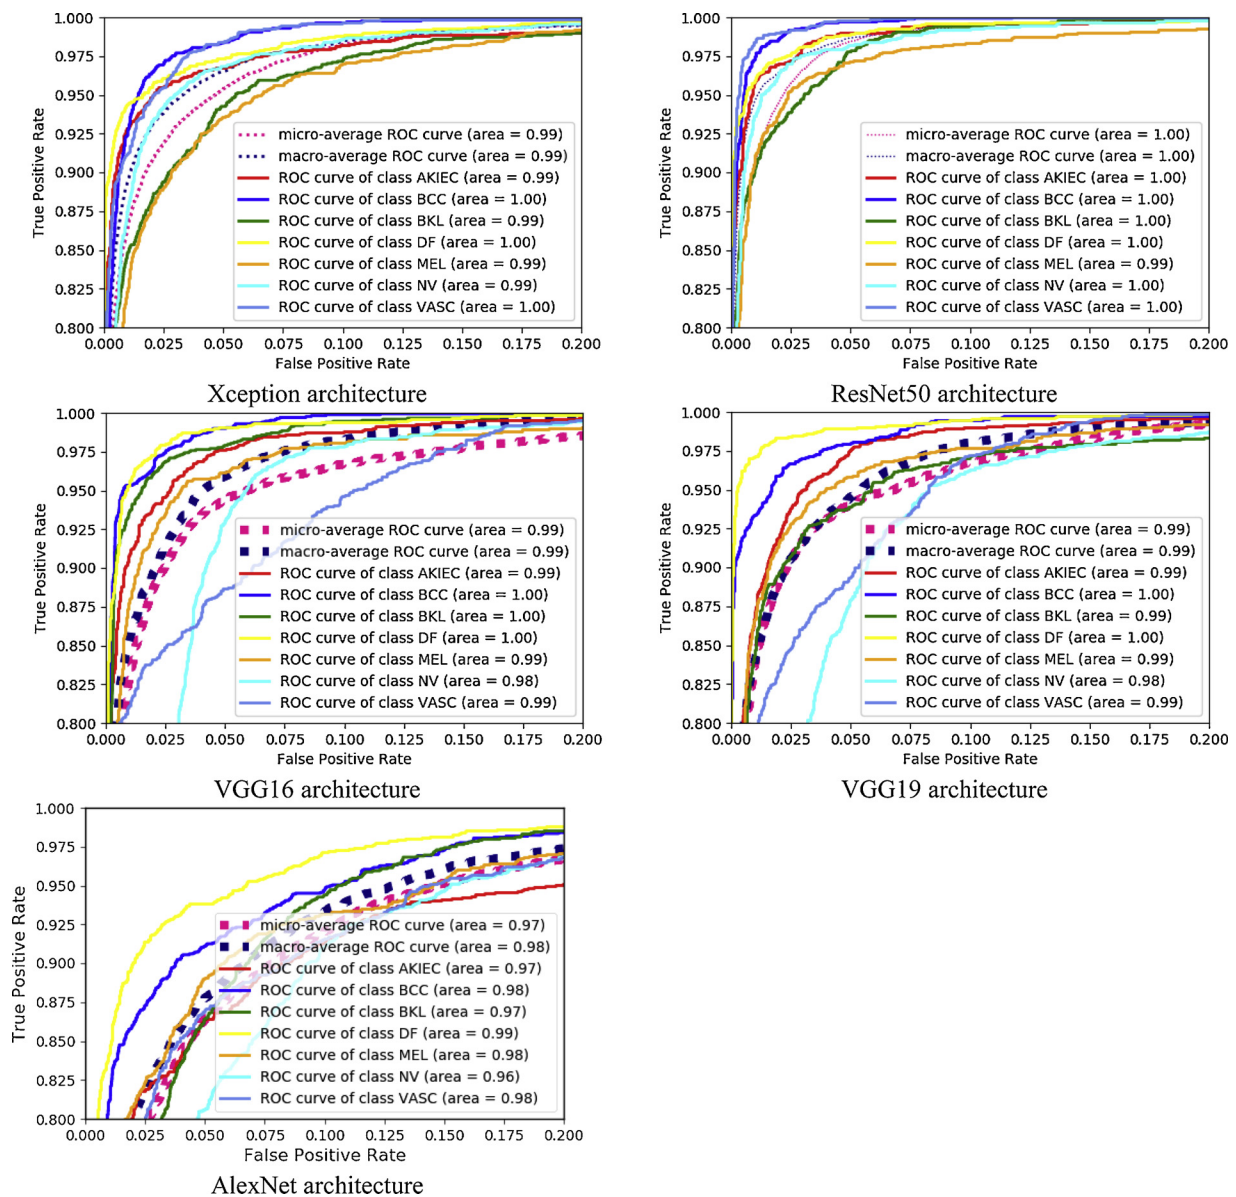 1.000
0.975
0.950
0.925
0.900
0.875
0.850
0.825
0.800
True Positive Rate
micro-average ROC curve (area = 0.99)
macro-average ROC curve (area = 0.99)
ROC curve of class AKIEC (area = 0.99)
ROC curve of class BCC (area = 1.00)
ROC curve of class BKL (area = 0.99)
ROC curve of class DF (area = 1.00)
ROC curve of class MEL (area = 0.99)
ROC curve of class NV (area = 0.99)
ROC curve of class VASC (area = 1.00)
0.000 0.025 0.050 0.075 0.100 0.125 0.150 0.175 0.200
False Positive Rate
Xception architecture
1.000
0.975
0.950
0.925
0.900
0.875
0.850
0.825
0.800
True Positive Rate
micro-average ROC curve (area = 1.00)
macro-average ROC curve (area = 1.00)
ROC curve of class AKIEC (area = 1.00)
ROC curve of class BCC (area = 1.00)
ROC curve of class BKL (area = 1.00)
ROC curve of class DF (area = 1.00)
ROC curve of class MEL (area = 0.99)
ROC curve of class NV (area = 1.00)
ROC curve of class VASC (area = 1.00)
0.000 0.025 0.050 0.075 0.100 0.125 0.150 0.175 0.200
False Positive Rate
ResNet50 architecture
1.000
0.975
0.950
0.925
0.900
0.875
0.850
0.825
0.800
True Positive Rate
micro-average ROC curve (area = 0.99)
macro-average ROC curve (area = 0.99)
ROC curve of class AKIEC (area = 0.99)
ROC curve of class BCC (area = 1.00)
ROC curve of class BKL (area = 1.00)
ROC curve of class DF (area = 1.00)
ROC curve of class MEL (area = 0.99)
ROC curve of class NV (area = 0.98)
ROC curve of class VASC (area = 0.99)
0.000 0.025 0.050 0.075 0.100 0.125 0.150 0.175 0.200
False Positive Rate
VGG16 architecture
1.000
0.975
0.950
0.925
0.900
0.875
0.850
0.825
0.800
True Positive Rate
micro-average ROC curve (area = 0.99)
macro-average ROC curve (area = 0.99)
ROC curve of class AKIEC (area = 0.99)
ROC curve of class BCC (area = 1.00)
ROC curve of class BKL (area = 0.99)
ROC curve of class DF (area = 1.00)
ROC curve of class MEL (area = 0.99)
ROC curve of class NV (area = 0.98)
ROC curve of class VASC (area = 0.99)
0.000 0.025 0.050 0.075 0.100 0.125 0.150 0.175 0.200
False Positive Rate
VGG19 architecture
1.000
0.975
0.950
0.925
0.900
0.875
0.850
0.825
0.800
True Positive Rate
micro-average ROC curve (area = 0.97)
macro-average ROC curve (area = 0.98)
ROC curve of class AKIEC (area = 0.97)
ROC curve of class BCC (area = 0.98)
ROC curve of class BKL (area = 0.97)
ROC curve of class DF (area = 0.99)
ROC curve of class MEL (area = 0.98)
ROC curve of class NV (area = 0.96)
ROC curve of class VASC (area = 0.98)
0.000 0.025 0.050 0.075 0.100 0.125 0.150 0.175 0.200
False Positive Rate
AlexNet architecture